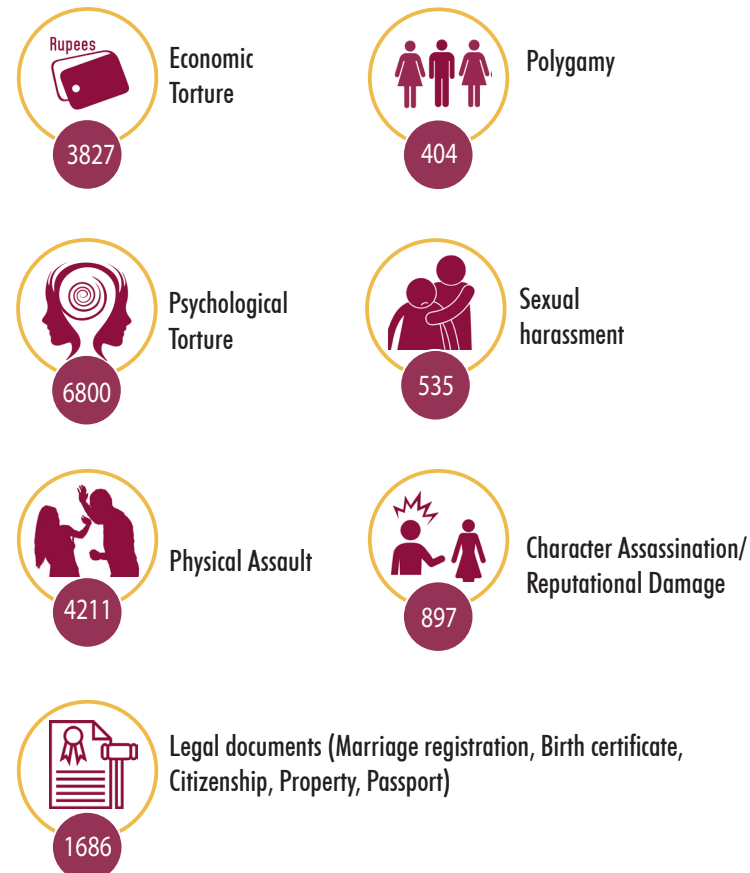 Rupees
Economic
Torture
3827
Polygamy
404
Psychological
Torture
6800
Sexual
harassment
535
Physical Assault
4211
Character Assassination/
Reputational Damage
897
Legal documents (Marriage registration, Birth certificate,
Citizenship, Property, Passport)
1686